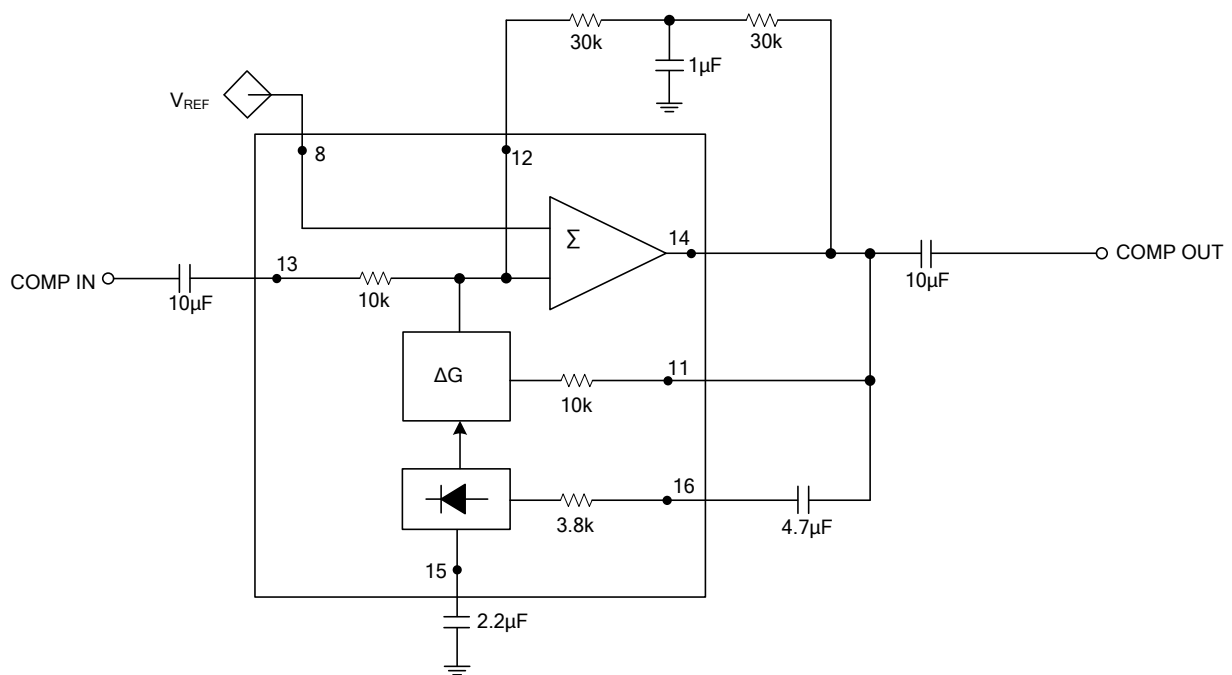 30k
30k
1µF
VREF
8
12
Σ
14
COMP IN
10µF
13
10k
10µF
COMP OUT
ΔG
10k
11
3.8k
16
4.7µF
15
2.2µF